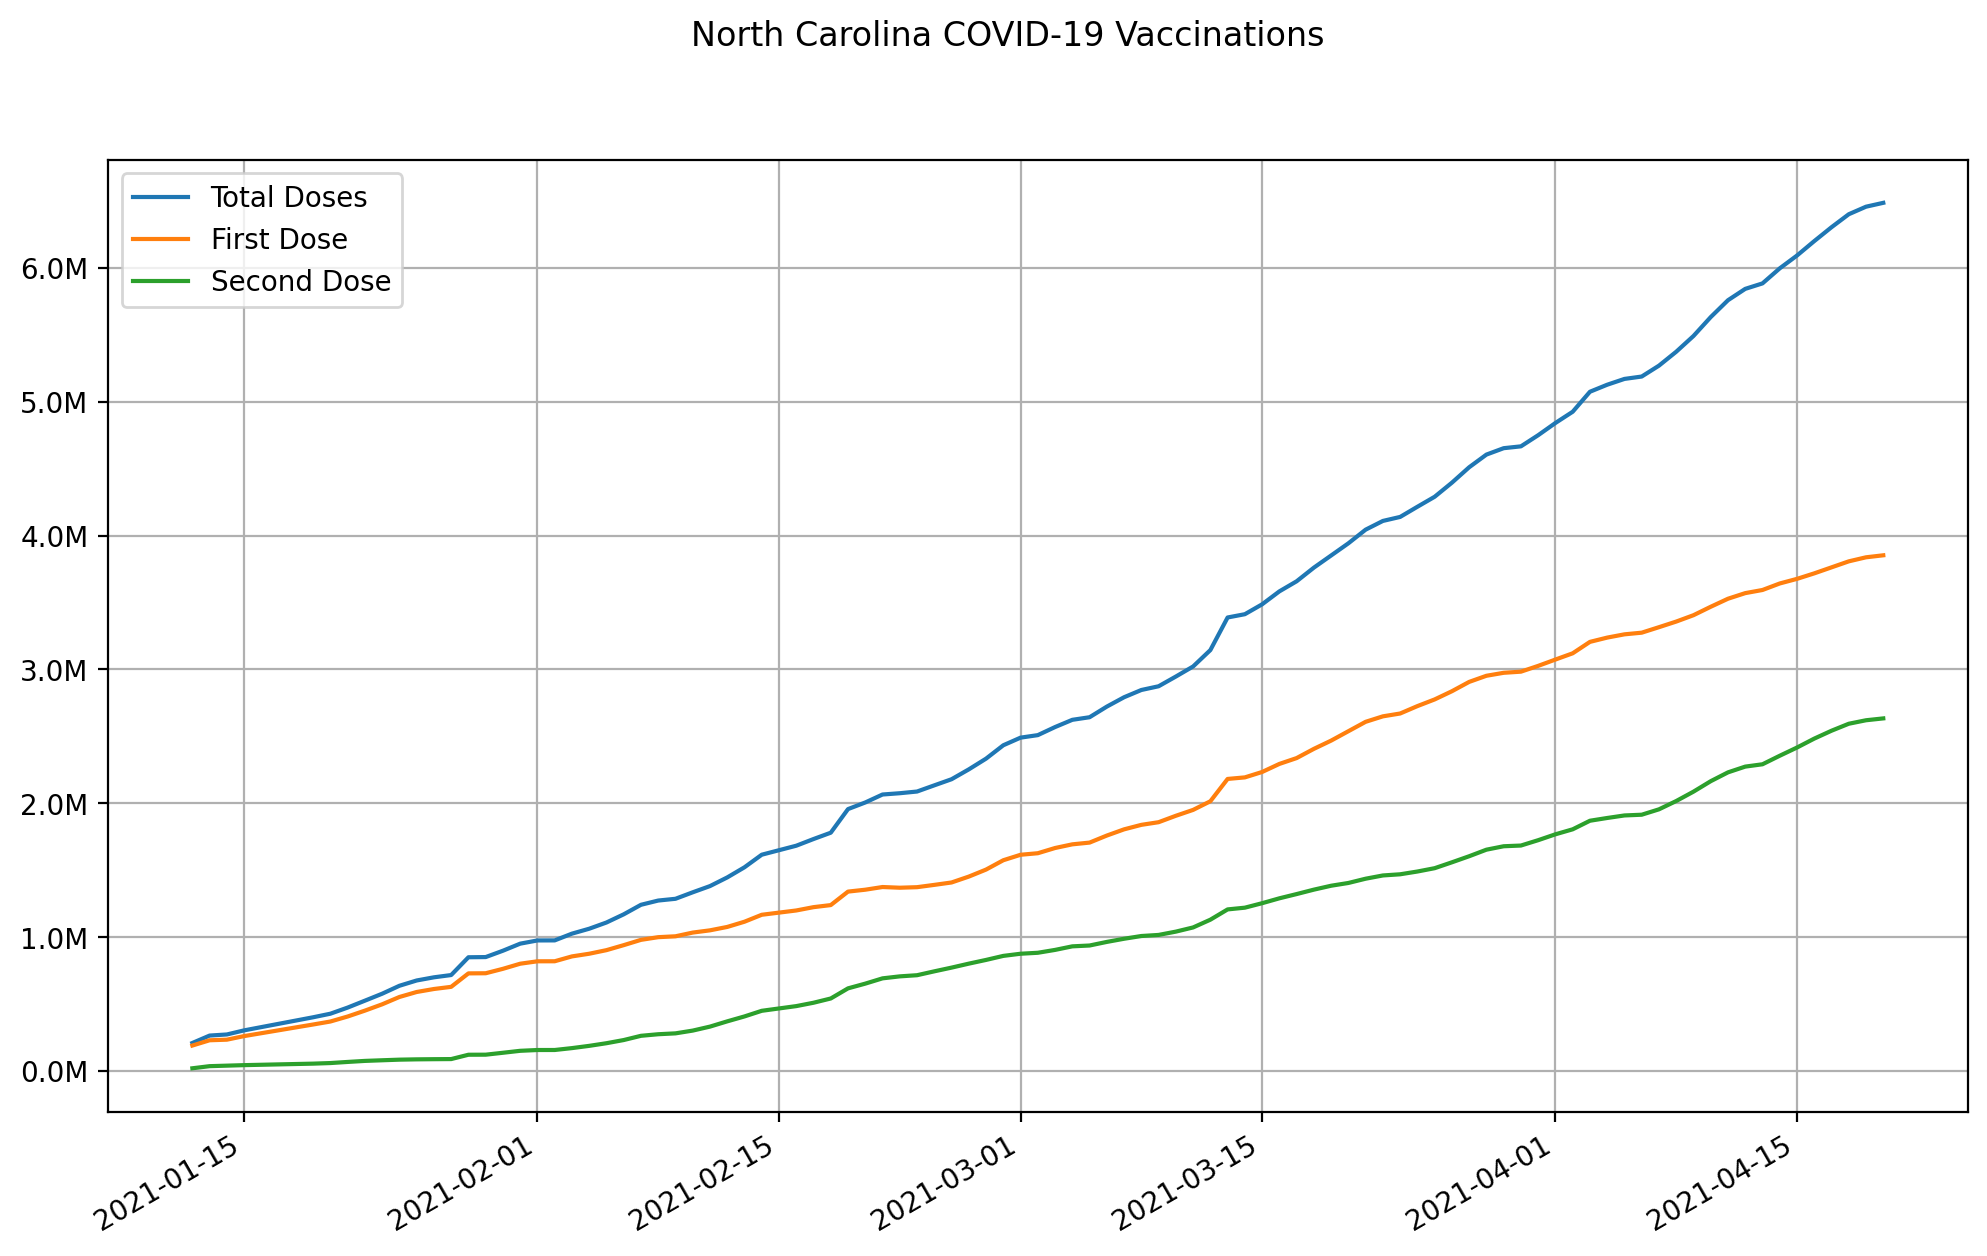 North Carolina COVID-19 Vaccinations
Total Doses
First Dose
Second Dose
6.0M
5.0M
4.0M
3.0M
2.0M
1.0M
0.0M
2021-01-15
2021-02-01
2021-02-15
2021-03-01
2021-03-15
2021-04-01
2021-04-15